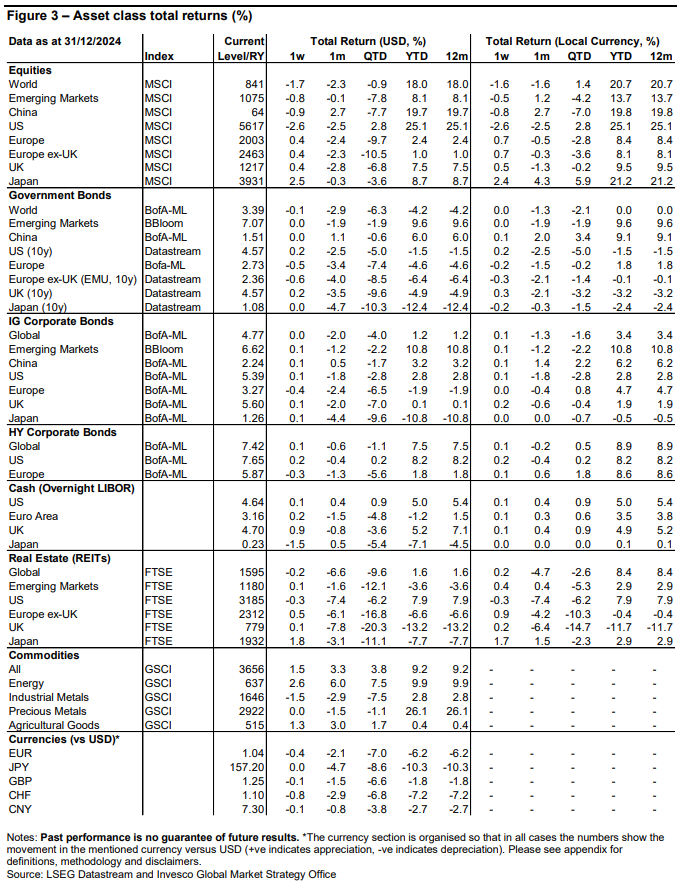 Figure 3 – Asset class total returns (%)
Data as at 31/12/2024 Current Total Return (USD, %) Total Return (Local Currency, %)
Index Level/RY 1w 1m QTD YTD 12m 1w 1m QTD YTD 12m
Equities
World MSCI 841 -1.7 -2.3 -0.9 18.0 18.0 -1.6 -1.6 1.4 20.7 20.7
Emerging Markets MSCI 1075 -0.8 -0.1 -7.8 8.1 8.1 -0.5 1.2 -4.2 13.7 13.7
China MSCI 64 -0.9 2.7 -7.7 19.7 19.7 -0.8 2.7 -7.0 19.8 19.8
US MSCI 5617 -2.6 -2.5 2.8 25.1 25.1 -2.6 -2.5 2.8 25.1 25.1
Europe MSCI 2003 0.4 -2.4 -9.7 2.4 2.4 0.7 -0.5 -2.8 8.4 8.4
Europe ex-UK MSCI 2463 0.4 -2.3 -10.5 1.0 1.0 0.7 -0.3 -3.6 8.1 8.1
UK MSCI 1217 0.4 -2.8 -6.8 7.5 7.5 0.5 -1.3 -0.2 9.5 9.5
Japan MSCI 3931 2.5 -0.3 -3.6 8.7 8.7 2.4 4.3 5.9 21.2 21.2
Government Bonds
World BofA-ML 3.39 -0.1 -2.9 -6.3 -4.2 -4.2 0.0 -1.3 -2.1 0.0 0.0
Emerging Markets BBloom 7.07 0.0 -1.9 -1.9 9.6 9.6 0.0 -1.9 -1.9 9.6 9.6
China BofA-ML 1.51 0.0 1.1 -0.6 6.0 6.0 0.1 2.0 3.4 9.1 9.1
US (10y) Datastream 4.57 0.2 -2.5 -5.0 -1.5 -1.5 0.2 -2.5 -5.0 -1.5 -1.5
Europe Bofa-ML 2.73 -0.5 -3.4 -7.4 -4.6 -4.6 -0.2 -1.5 -0.2 1.8 1.8
Europe ex-UK (EMU, 10y) Datastream 2.36 -0.6 -4.0 -8.5 -6.4 -6.4 -0.3 -2.1 -1.4 -0.1 -0.1
UK (10y) Datastream 4.57 0.2 -3.5 -9.6 -4.9 -4.9 0.3 -2.1 -3.2 -3.2 -3.2
Japan (10y) Datastream 1.08 0.0 -4.7 -10.3 -12.4 -12.4 -0.2 -0.3 -1.5 -2.4 -2.4
IG Corporate Bonds
Global BofA-ML 4.77 0.0 -2.0 -4.0 1.2 1.2 0.1 -1.3 -1.6 3.4 3.4
Emerging Markets BBloom 6.62 0.1 -1.2 -2.2 10.8 10.8 0.1 -1.2 -2.2 10.8 10.8
China BofA-ML 2.24 0.1 0.5 -1.7 3.2 3.2 0.1 1.4 2.2 6.2 6.2
US BofA-ML 5.39 0.1 -1.8 -2.8 2.8 2.8 0.1 -1.8 -2.8 2.8 2.8
Europe BofA-ML 3.27 -0.4 -2.4 -6.5 -1.9 -1.9 0.0 -0.4 0.8 4.7 4.7
UK BofA-ML 5.60 0.1 -2.0 -7.0 0.1 0.1 0.2 -0.6 -0.4 1.9 1.9
Japan BofA-ML 1.26 0.1 -4.4 -9.6 -10.8 -10.8 0.0 0.0 -0.7 -0.5 -0.5
HY Corporate Bonds
Global BofA-ML 7.42 0.1 -0.6 -1.1 7.5 7.5 0.1 -0.2 0.5 8.9 8.9
US BofA-ML 7.65 0.2 -0.4 0.2 8.2 8.2 0.2 -0.4 0.2 8.2 8.2
Europe BofA-ML 5.87 -0.3 -1.3 -5.6 1.8 1.8 0.1 0.6 1.8 8.6 8.6
Cash (Overnight LIBOR)
US 4.64 0.1 0.4 0.9 5.0 5.4 0.1 0.4 0.9 5.0 5.4
Euro Area 3.16 0.2 -1.5 -4.8 -1.2 1.5 0.1 0.3 0.6 3.5 3.8
UK 4.70 0.9 -0.8 -3.6 5.2 7.1 0.1 0.4 0.9 4.9 5.2
Japan 0.23 -1.5 0.5 -5.4 -7.1 -4.5 0.0 0.0 0.0 0.1 0.1
Real Estate (REITs)
Global FTSE 1595 -0.2 -6.6 -9.6 1.6 1.6 0.2 -4.7 -2.6 8.4 8.4
Emerging Markets FTSE 1180 0.1 -1.6 -12.1 -3.6 -3.6 0.4 0.4 -5.3 2.9 2.9
US FTSE 3185 -0.3 -7.4 -6.2 7.9 7.9 -0.3 -7.4 -6.2 7.9 7.9
Europe ex-UK FTSE 2312 0.5 -6.1 -16.8 -6.6 -6.6 0.9 -4.2 -10.3 -0.4 -0.4
UK FTSE 779 0.1 -7.8 -20.3 -13.2 -13.2 0.2 -6.4 -14.7 -11.7 -11.7
Japan FTSE 1932 1.8 -3.1 -11.1 -7.7 -7.7 1.7 1.5 -2.3 2.9 2.9
Commodities
All GSCI 3656 1.5 3.3 3.8 9.2 9.2 - - - - -
Energy GSCI 637 2.6 6.0 7.5 9.9 9.9 - - - - -
Industrial Metals GSCI 1646 -1.5 -2.9 -7.5 2.8 2.8 - - - - -
Precious Metals GSCI 2922 0.0 -1.5 -1.1 26.1 26.1 - - - - -
Agricultural Goods GSCI 515 1.3 3.0 1.7 0.4 0.4 - - - - -
Currencies (vs USD)*
EUR 1.04 -0.4 -2.1 -7.0 -6.2 -6.2 - - - - -
JPY 157.20 0.0 -4.7 -8.6 -10.3 -10.3 - - - - -
GBP 1.25 -0.1 -1.5 -6.6 -1.8 -1.8 - - - - -
CHF 1.10 -0.8 -2.9 -6.8 -7.2 -7.2 - - - - -
CNY 7.30 -0.1 -0.8 -3.8 -2.7 -2.7 - - - - -
Notes: Past performance is no guarantee of future results. *The currency section is organised so that in all cases the numbers show the
movement in the mentioned currency versus USD (+ve indicates appreciation, -ve indicates depreciation). Please see appendix for
definitions, methodology and disclaimers.
Source: LSEG Datastream and Invesco Global Market Strategy Office